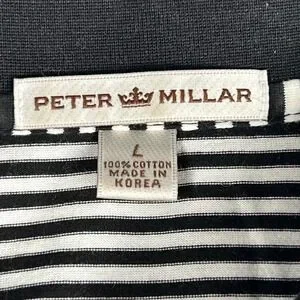 PETER MILLAR
L
100% COTTON
MADE IN
KOREA